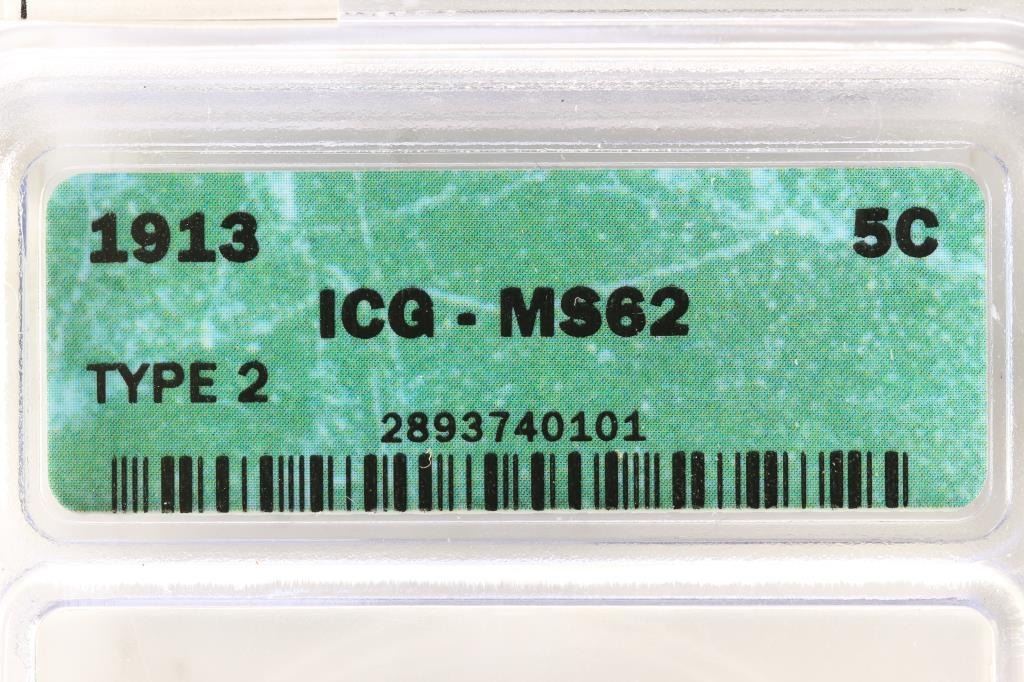 1913 5C
ICG - MS62
TYPE 2
2893740101